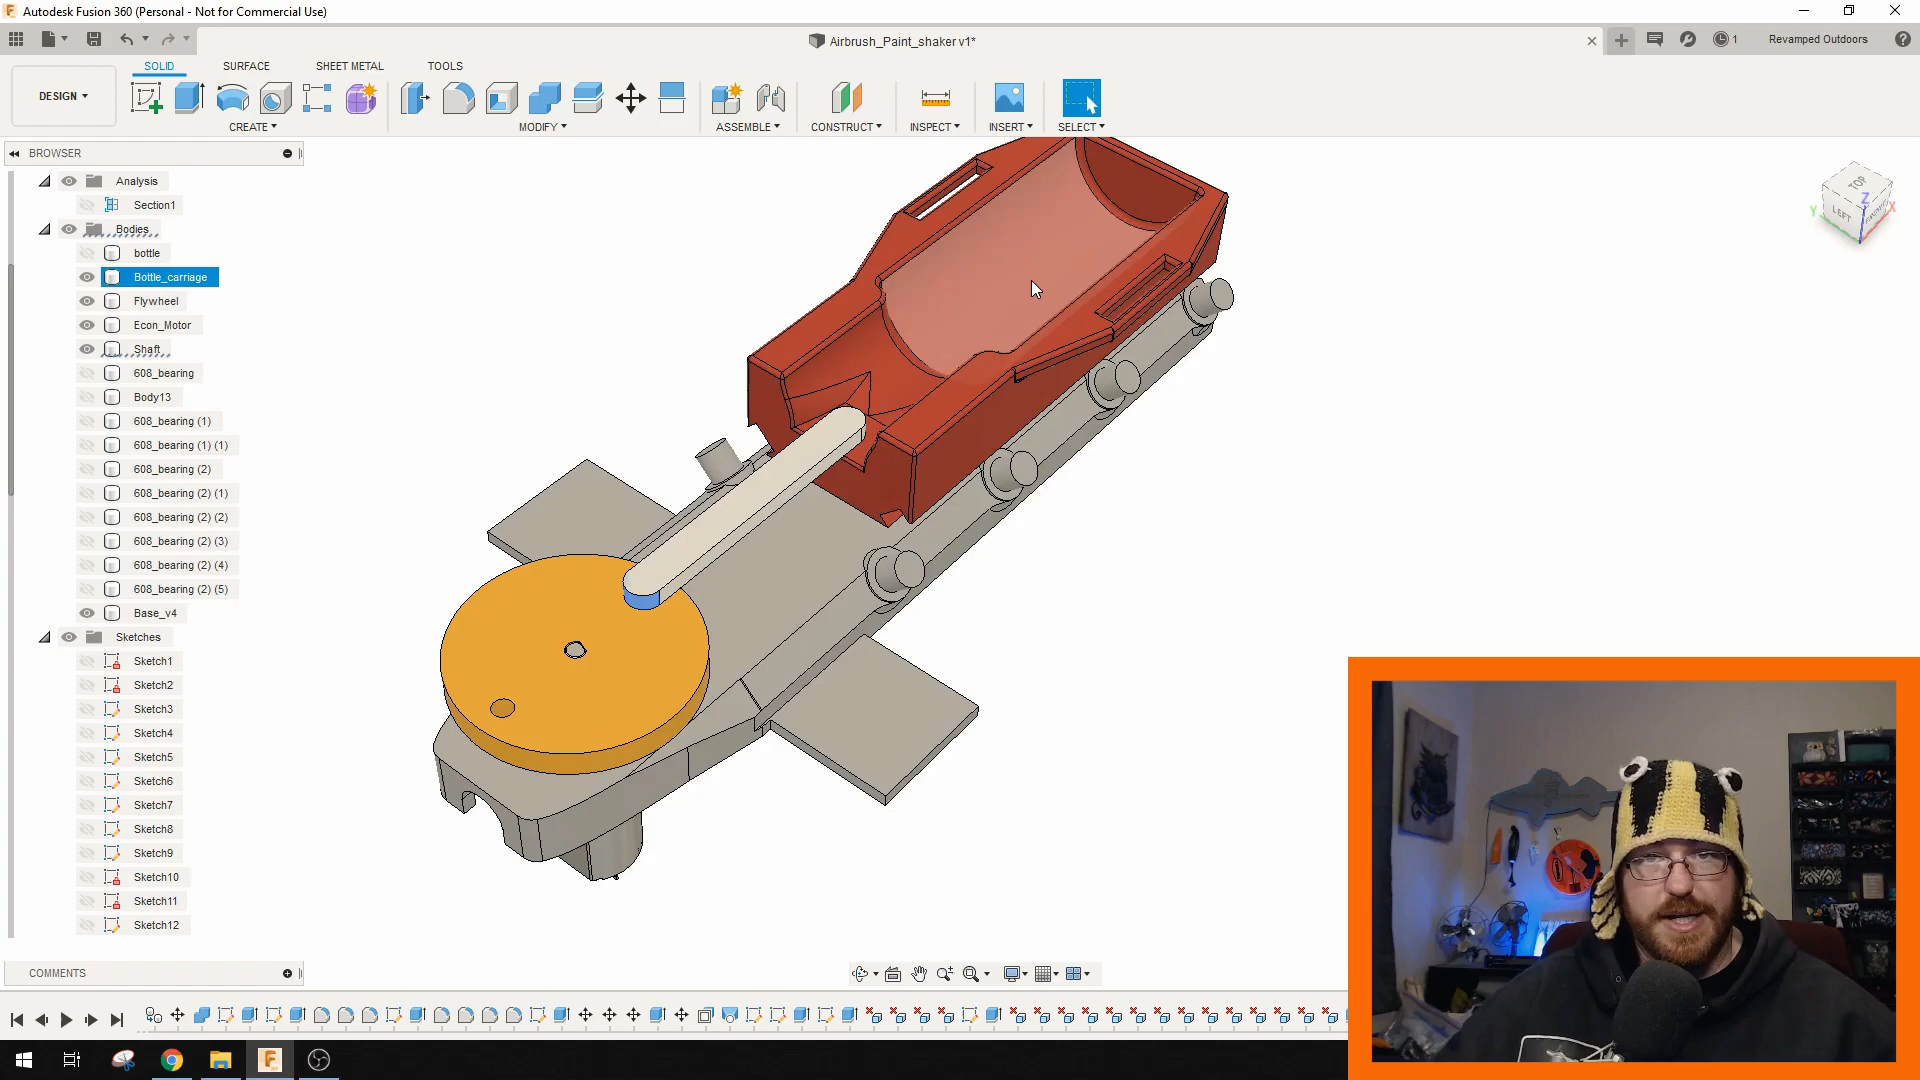 Autodesk Fusion 360 (Personal - Not for Commercial Use)
Airbrush_Paint_shaker v1*
1
Revamped Outdoors
DESIGN
SOLID
SURFACE
SHEET METAL
TOOLS
CREATE
MODIFY
ASSEMBLE
CONSTRUCT
INSPECT
INSERT
SELECT
BROWSER
Analysis
Section1
Bodies
bottle
Bottle_carriage
Flywheel
Econ_Motor
Shaft
608_bearing
Body13
608_bearing (1)
608_bearing (1) (1)
608_bearing (2)
608_bearing (2) (1)
608_bearing (2) (2)
608_bearing (2) (3)
608_bearing (2) (4)
608_bearing (2) (5)
Base_v4
Sketches
Sketch1
Sketch2
Sketch3
Sketch4
Sketch5
Sketch6
Sketch7
Sketch8
Sketch9
Sketch10
Sketch11
Sketch12
TOP
LEFT
Z
X
Y
COMMENTS